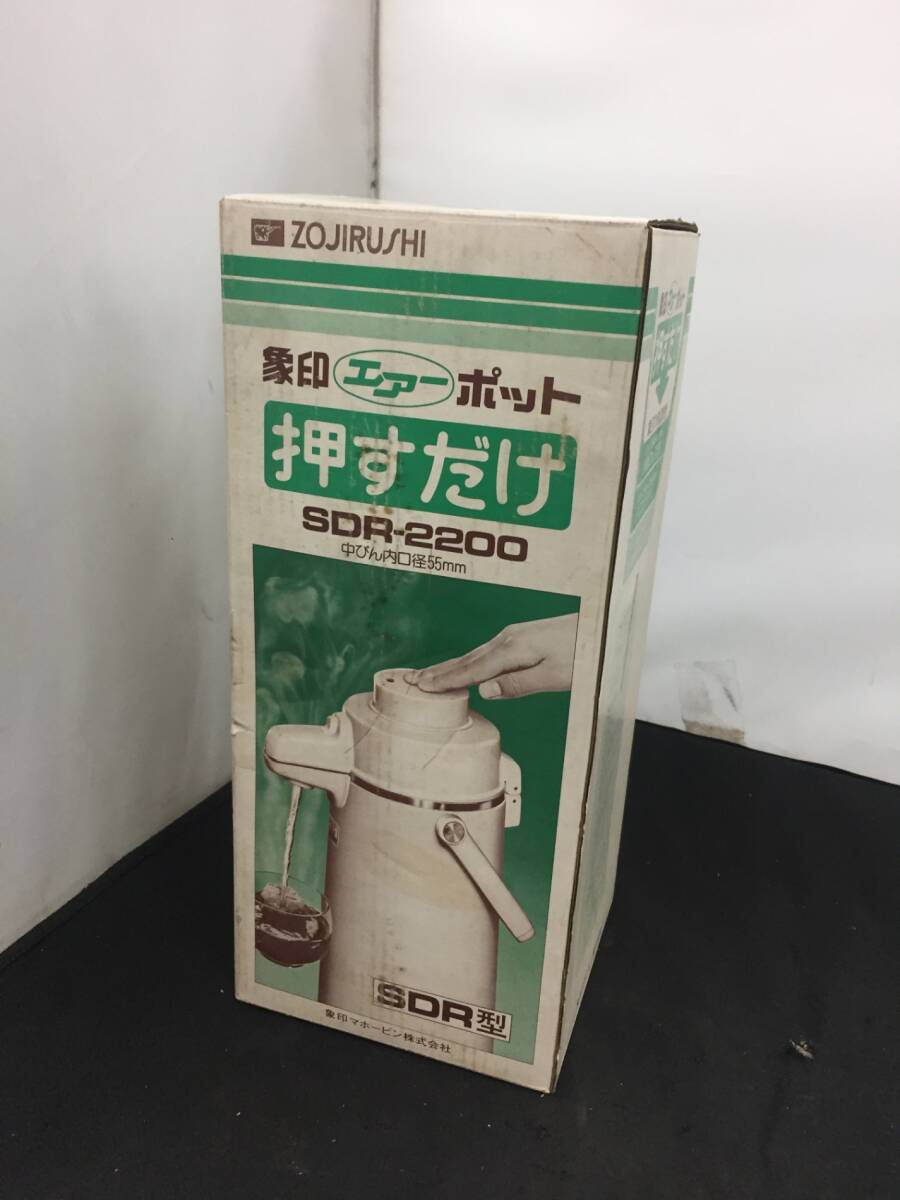 ZOJIRUSHI
象印エアーポット
押すだけ
SDR-2200
中びん内口径55mm
SDR型
象印マホービン株式会社